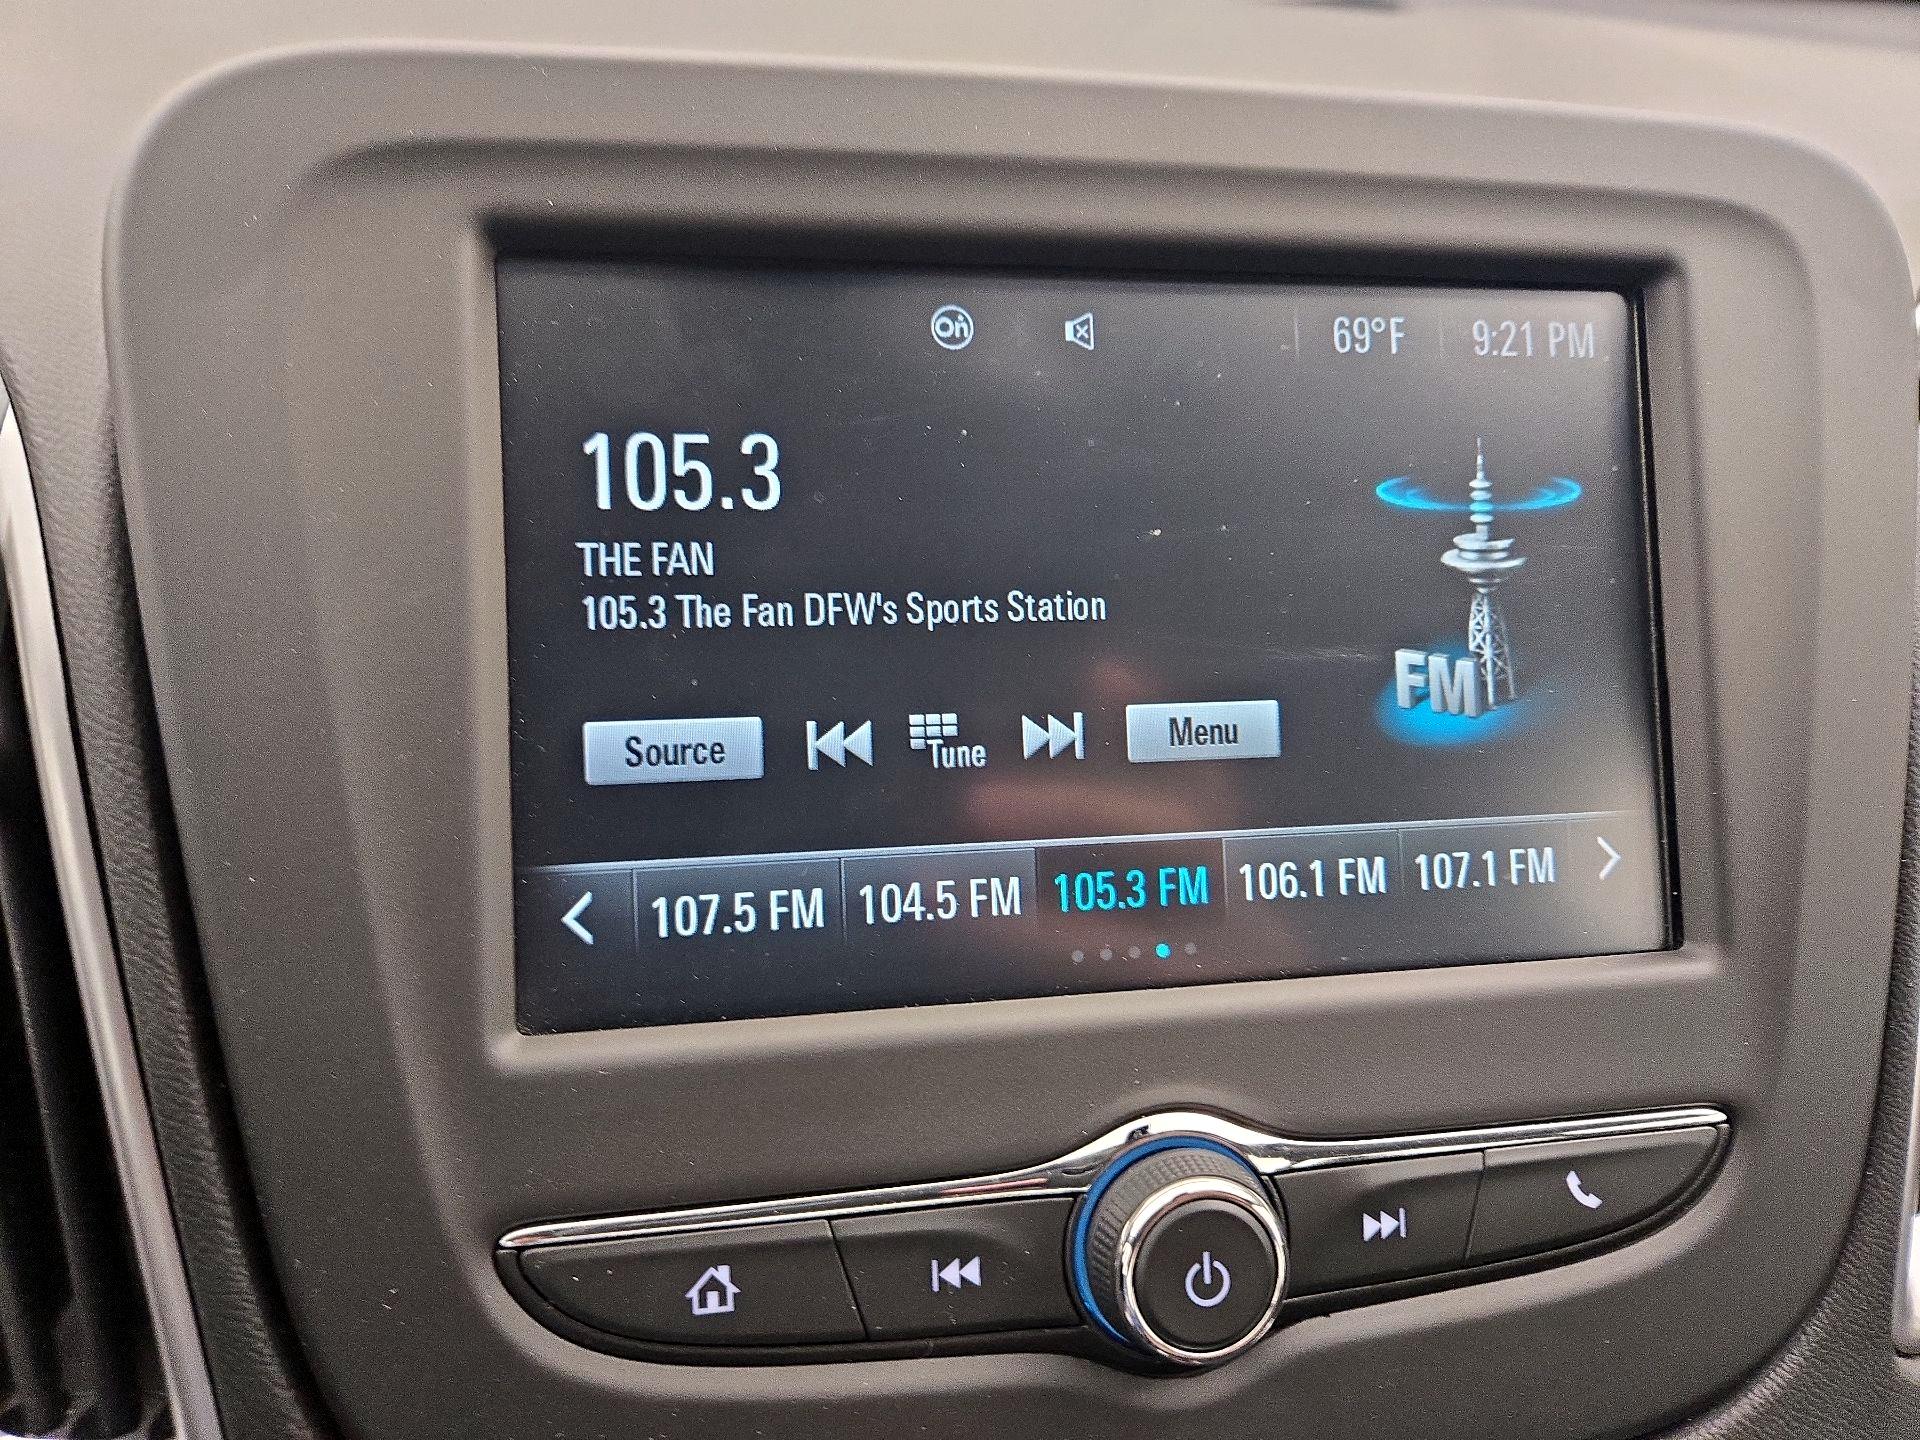 On
69°F
9:21 PM
105.3
THE FAN
105.3 The Fan DFW's Sports Station
FM
Source
Tune
Menu
107.5 FM
104.5 FM
105.3 FM
106.1 FM
107.1 FM